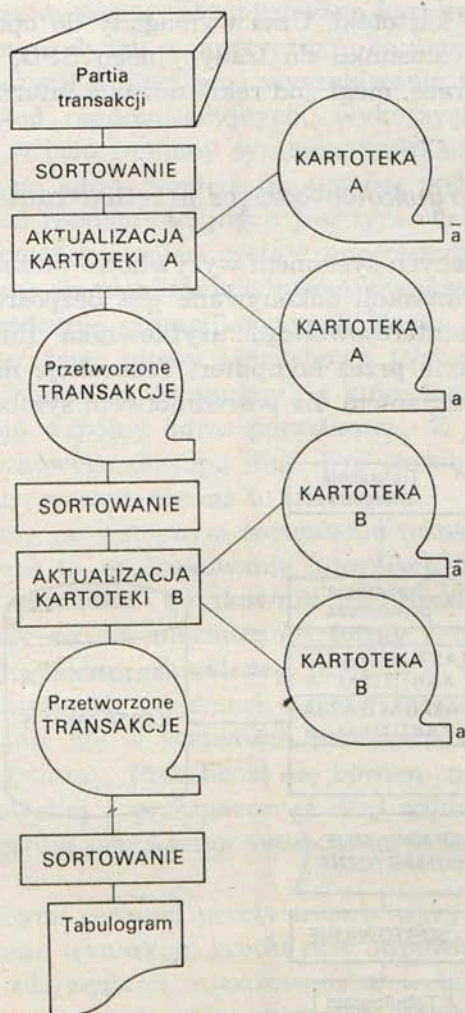 Partia
transakcji
SORTOWANIE
AKTUALIZACJA
KARTOTEKI A
KARTOTEKA
A
ā
KARTOTEKA
A
a
Przetworzone
TRANSAKCJE
SORTOWANIE
AKTUALIZACJA
KARTOTEKI B
KARTOTEKA
B
ā
KARTOTEKA
B
a
Przetworzone
TRANSAKCJE
SORTOWANIE
Tabulogram